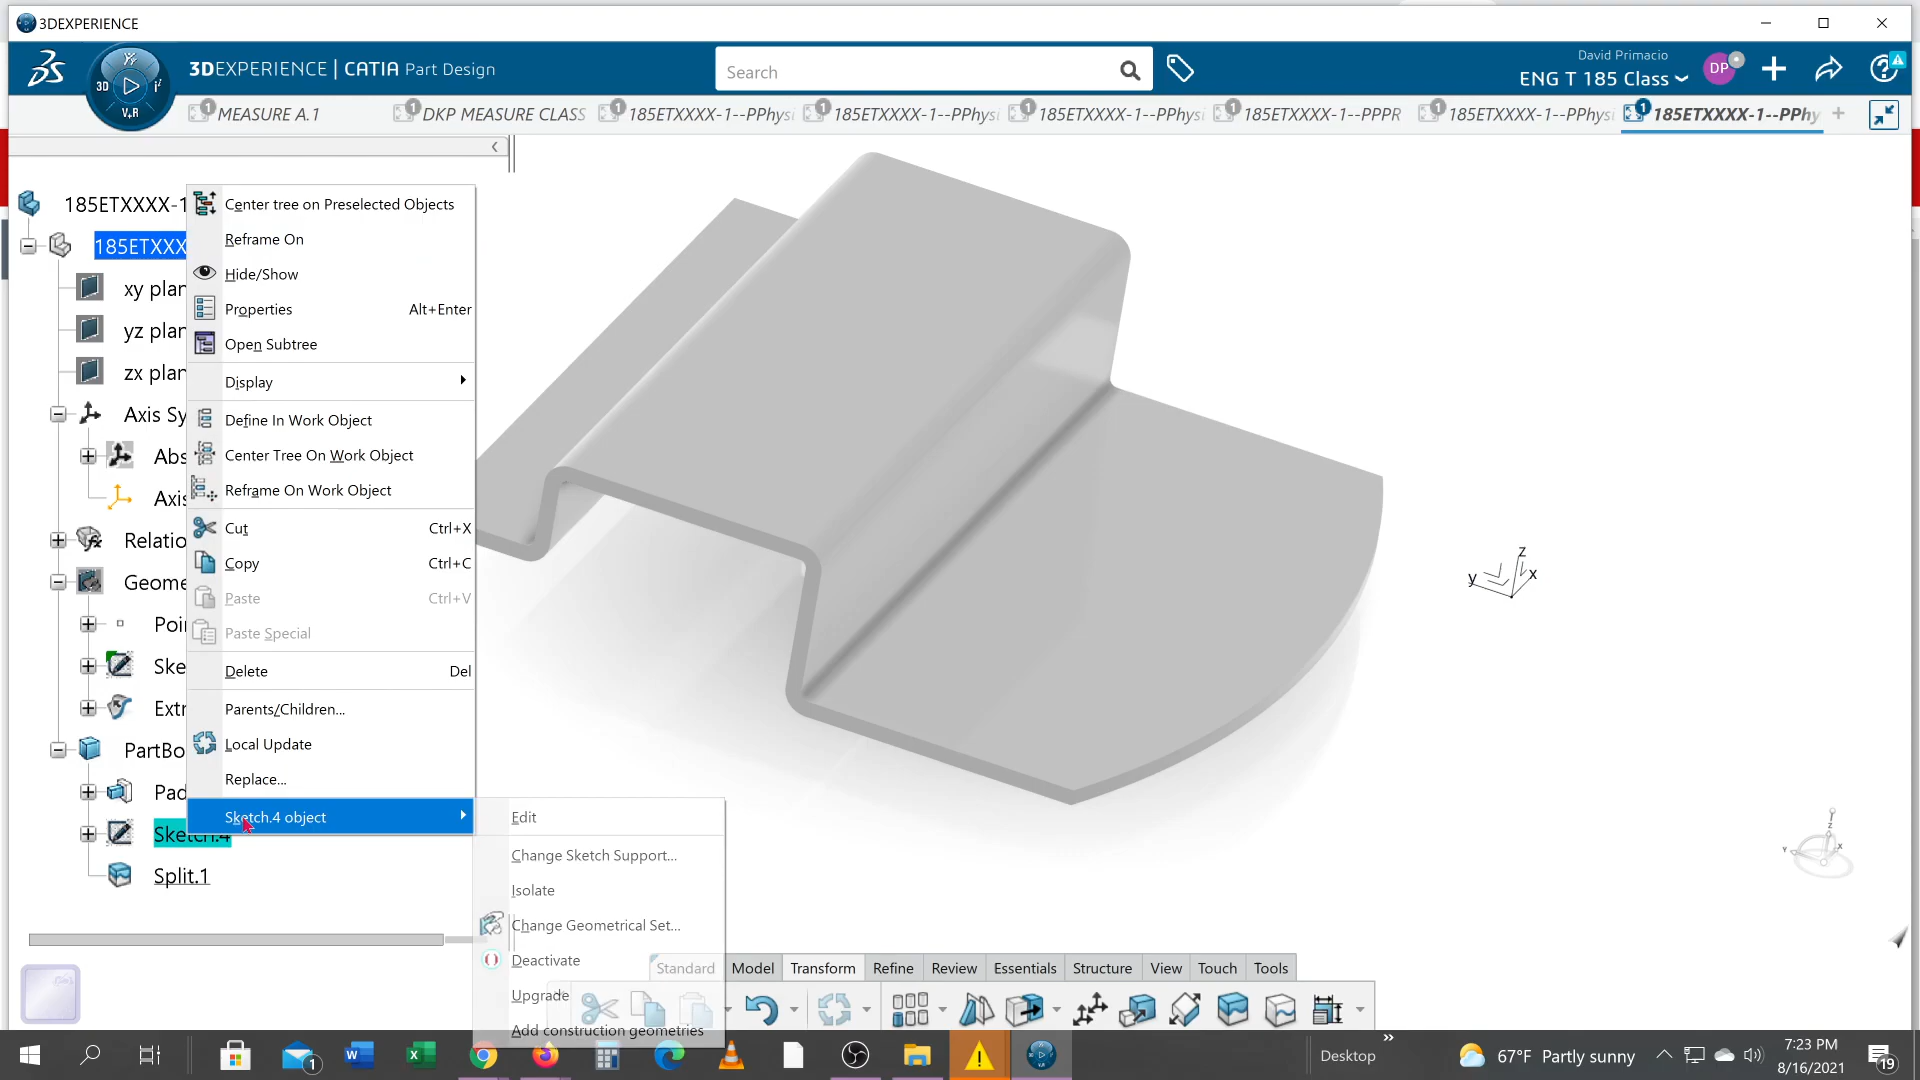 3DEXPERIENCE
3DEXPERIENCE | CATIA Part Design
Search
David Primacio
ENG T 185 Class
DP
3D
V.R
MEASURE A.1
DKP MEASURE CLASS
185ETXXXX-1--PPhysi
185ETXXXX-1--PPhysi
185ETXXXX-1--PPhysi
185ETXXXX-1--PPPR
185ETXXXX-1--PPhysi
185ETXXXX-1--PPhy
185ETXXXX-1
185ETXXX
xy plan
yz plan
zx plan
Axis Sy
Abs
Axis
Relatio
Geome
Poin
Ske
Extr
PartBo
Pad
Sketch.4
Split.1
Center tree on Preselected Objects
Reframe On
Hide/Show
Properties Alt+Enter
Open Subtree
Display
Define In Work Object
Center Tree On Work Object
Reframe On Work Object
Cut Ctrl+X
Copy Ctrl+C
Paste Ctrl+V
Paste Special
Delete Del
Parents/Children...
Local Update
Replace...
Sketch.4 object
Edit
Change Sketch Support...
Isolate
Change Geometrical Set...
Deactivate
Upgrade
Add construction geometries
z
y
x
Standard Model Transform Refine Review Essentials Structure View Touch Tools
Desktop
67°F Partly sunny
7:23 PM
8/16/2021
19